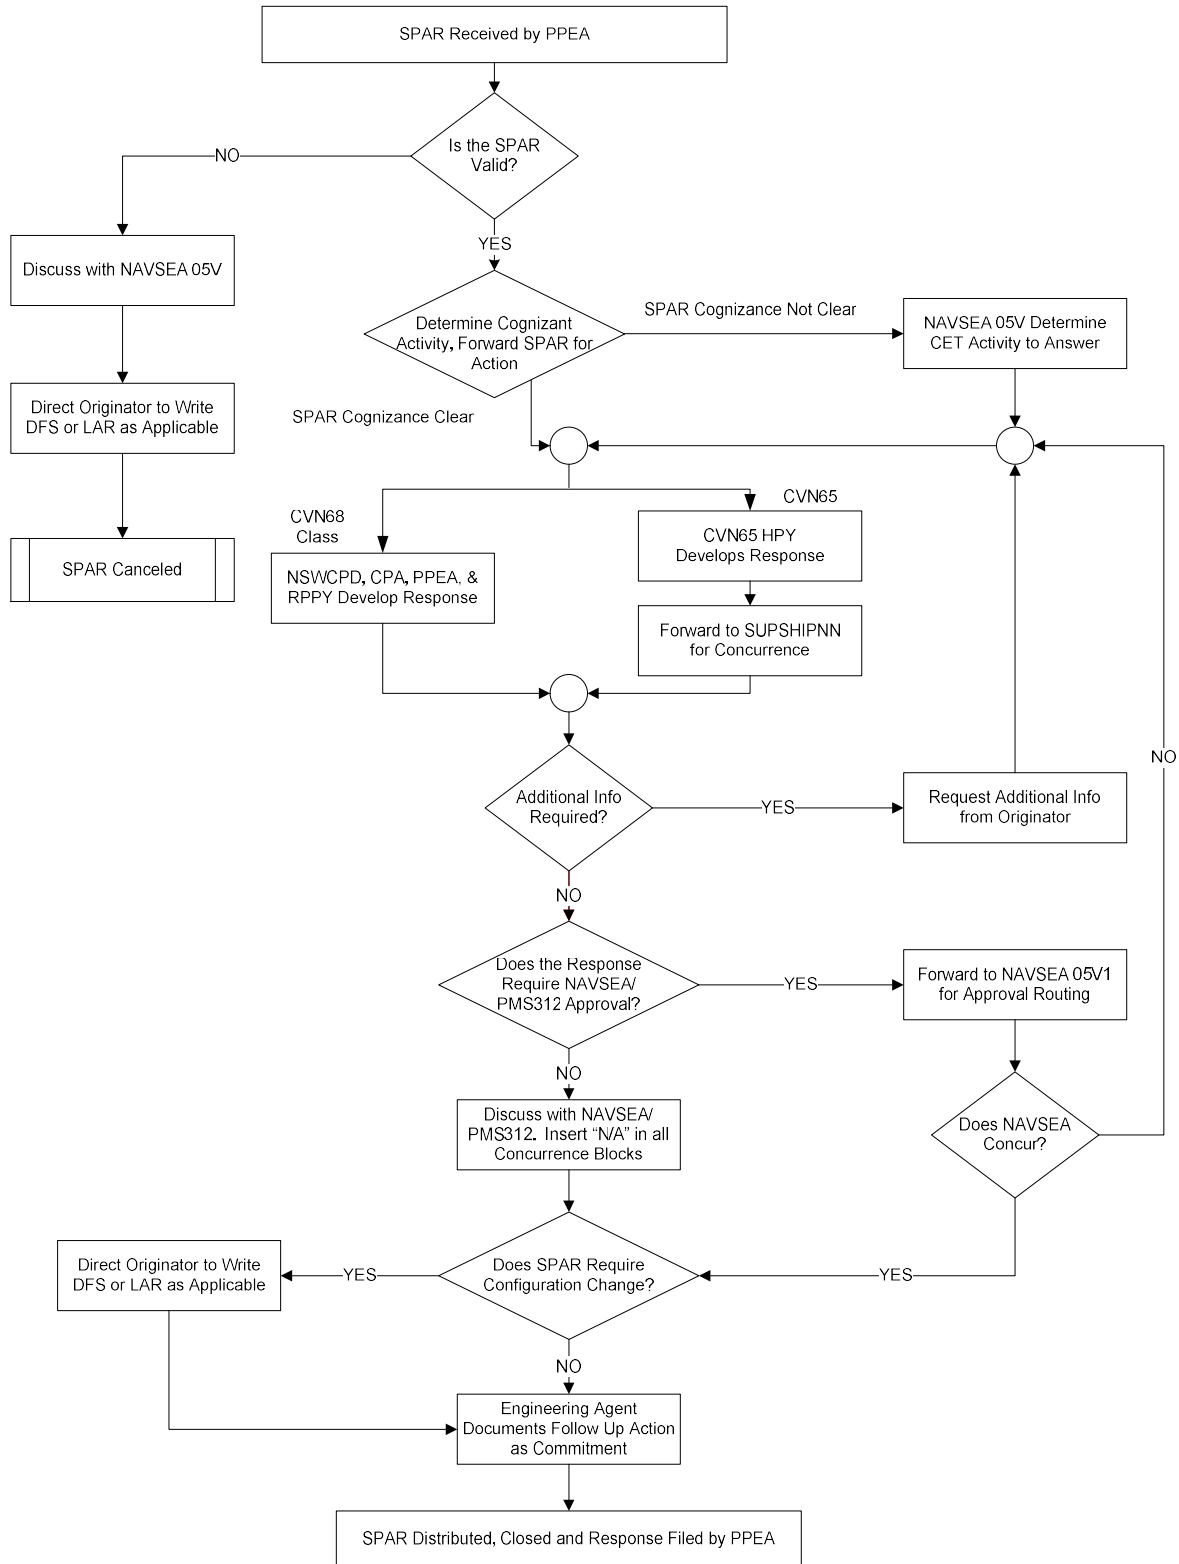 SPAR Received by PPEA
Is the SPAR
Valid?
NO
YES
Discuss with NAVSEA 05V
Determine Cognizant
Activity, Forward SPAR for
Action
SPAR Cognizance Not Clear
NAVSEA 05V Determine
CET Activity to Answer
Direct Originator to Write
DFS or LAR as Applicable
SPAR Cognizance Clear
SPAR Canceled
CVN68
Class
CVN65
NSWCPD, CPA, PPEA, &
RPPY Develop Response
CVN65 HPY
Develops Response
Forward to SUPSHIPNN
for Concurrence
Additional Info
Required?
YES
Request Additional Info
from Originator
NO
NO
Does the Response
Require NAVSEA/
PMS312 Approval?
YES
Forward to NAVSEA 05V1
for Approval Routing
NO
Discuss with NAVSEA/
PMS312. Insert “N/A” in all
Concurrence Blocks
Does NAVSEA
Concur?
Direct Originator to Write
DFS or LAR as Applicable
YES
Does SPAR Require
Configuration Change?
YES
NO
Engineering Agent
Documents Follow Up Action
as Commitment
SPAR Distributed, Closed and Response Filed by PPEA